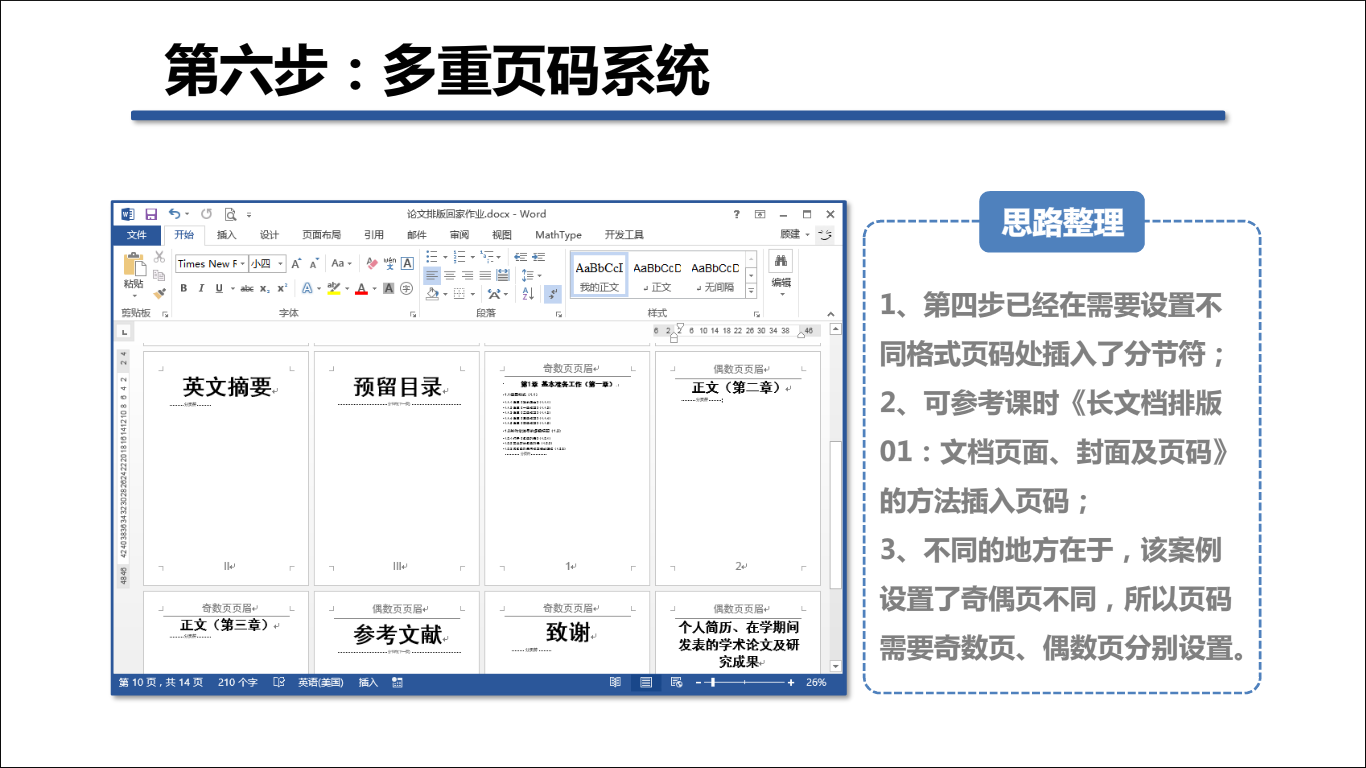 第六步：多重页码系统
论文排版回家作业.docx - Word
文件 开始 插入 设计 页面布局 引用 邮件 审阅 视图 MathType 开发工具 顾建
Times New F 小四 Aa
AaBbCcI AaBbCcD AaBbCcD
粘贴 我的正文 正文 无间隔 编辑
剪贴板 字体 段落 样式
6 2 2 6 10 14 18 22 26 30 34 38 46
英文摘要
II
预留目录
III
奇数页页眉
第1章 基本准备工作（第一章）
1
偶数页页眉
正文（第二章）
2
奇数页页眉
正文（第三章）
偶数页页眉
参考文献
奇数页页眉
致谢
偶数页页眉
个人简历、在学期间
发表的学术论文及研
究成果
第 10 页，共 14 页 210 个字 英语(美国) 插入 26%
思路整理
1、第四步已经在需要设置不
同格式页码处插入了分节符；
2、可参考课时《长文档排版
01：文档页面、封面及页码》
的方法插入页码；
3、不同的地方在于，该案例
设置了奇偶页不同，所以页码
需要奇数页、偶数页分别设置。